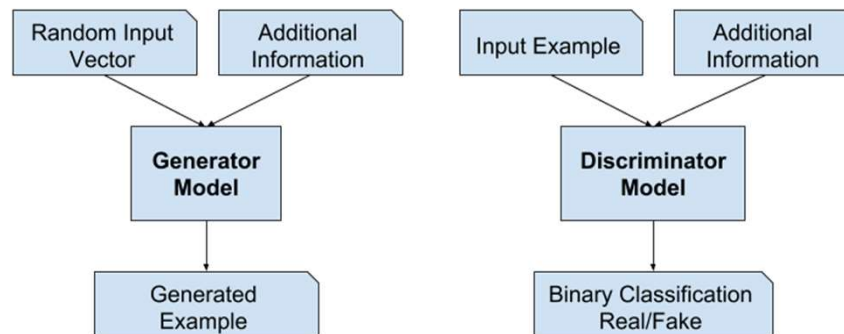 Random Input
Vector
Additional
Information
Input Example
Additional
Information
Generator
Model
Discriminator
Model
Generated
Example
Binary Classification
Real/Fake